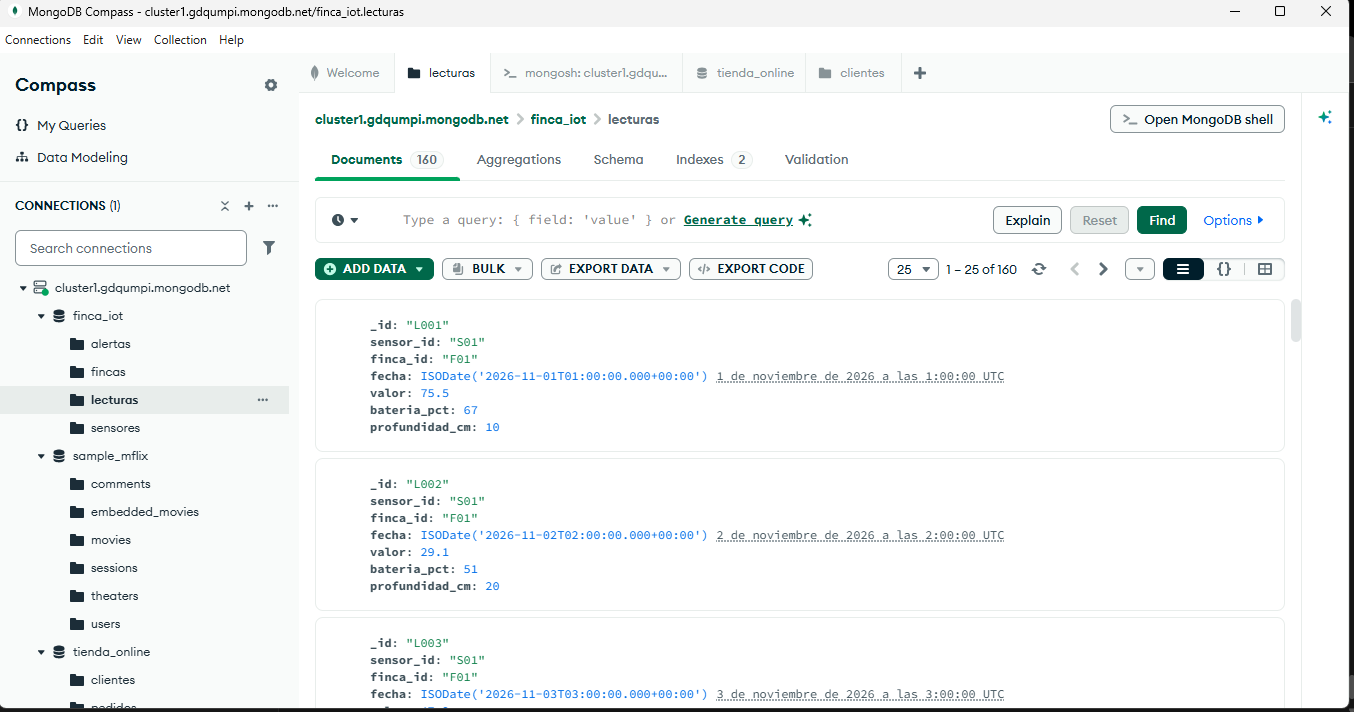 MongoDB Compass - cluster1.gdqumpi.mongodb.net/finca_iot.lecturas
Connections Edit View Collection Help
Compass
My Queries
Data Modeling
CONNECTIONS (1)
Search connections
cluster1.gdqumpi.mongodb.net
finca_iot
alertas
fincas
lecturas
sensores
sample_mflix
comments
embedded_movies
movies
sessions
theaters
users
tienda_online
clientes
pedidos
Welcome lecturas >_ mongosh: cluster1.gdqu... tienda_online clientes
cluster1.gdqumpi.mongodb.net > finca_iot > lecturas
>_ Open MongoDB shell
Documents 160 Aggregations Schema Indexes 2 Validation
Type a query: { field: 'value' } or Generate query
Explain Reset Find Options
ADD DATA BULK EXPORT DATA EXPORT CODE
25 1 – 25 of 160
_id: "L001"
sensor_id: "S01"
finca_id: "F01"
fecha: ISODate('2026-11-01T01:00:00.000+00:00') 1 de noviembre de 2026 a las 1:00:00 UTC
valor: 75.5
bateria_pct: 67
profundidad_cm: 10
_id: "L002"
sensor_id: "S01"
finca_id: "F01"
fecha: ISODate('2026-11-02T02:00:00.000+00:00') 2 de noviembre de 2026 a las 2:00:00 UTC
valor: 29.1
bateria_pct: 51
profundidad_cm: 20
_id: "L003"
sensor_id: "S01"
finca_id: "F01"
fecha: ISODate('2026-11-03T03:00:00.000+00:00') 3 de noviembre de 2026 a las 3:00:00 UTC